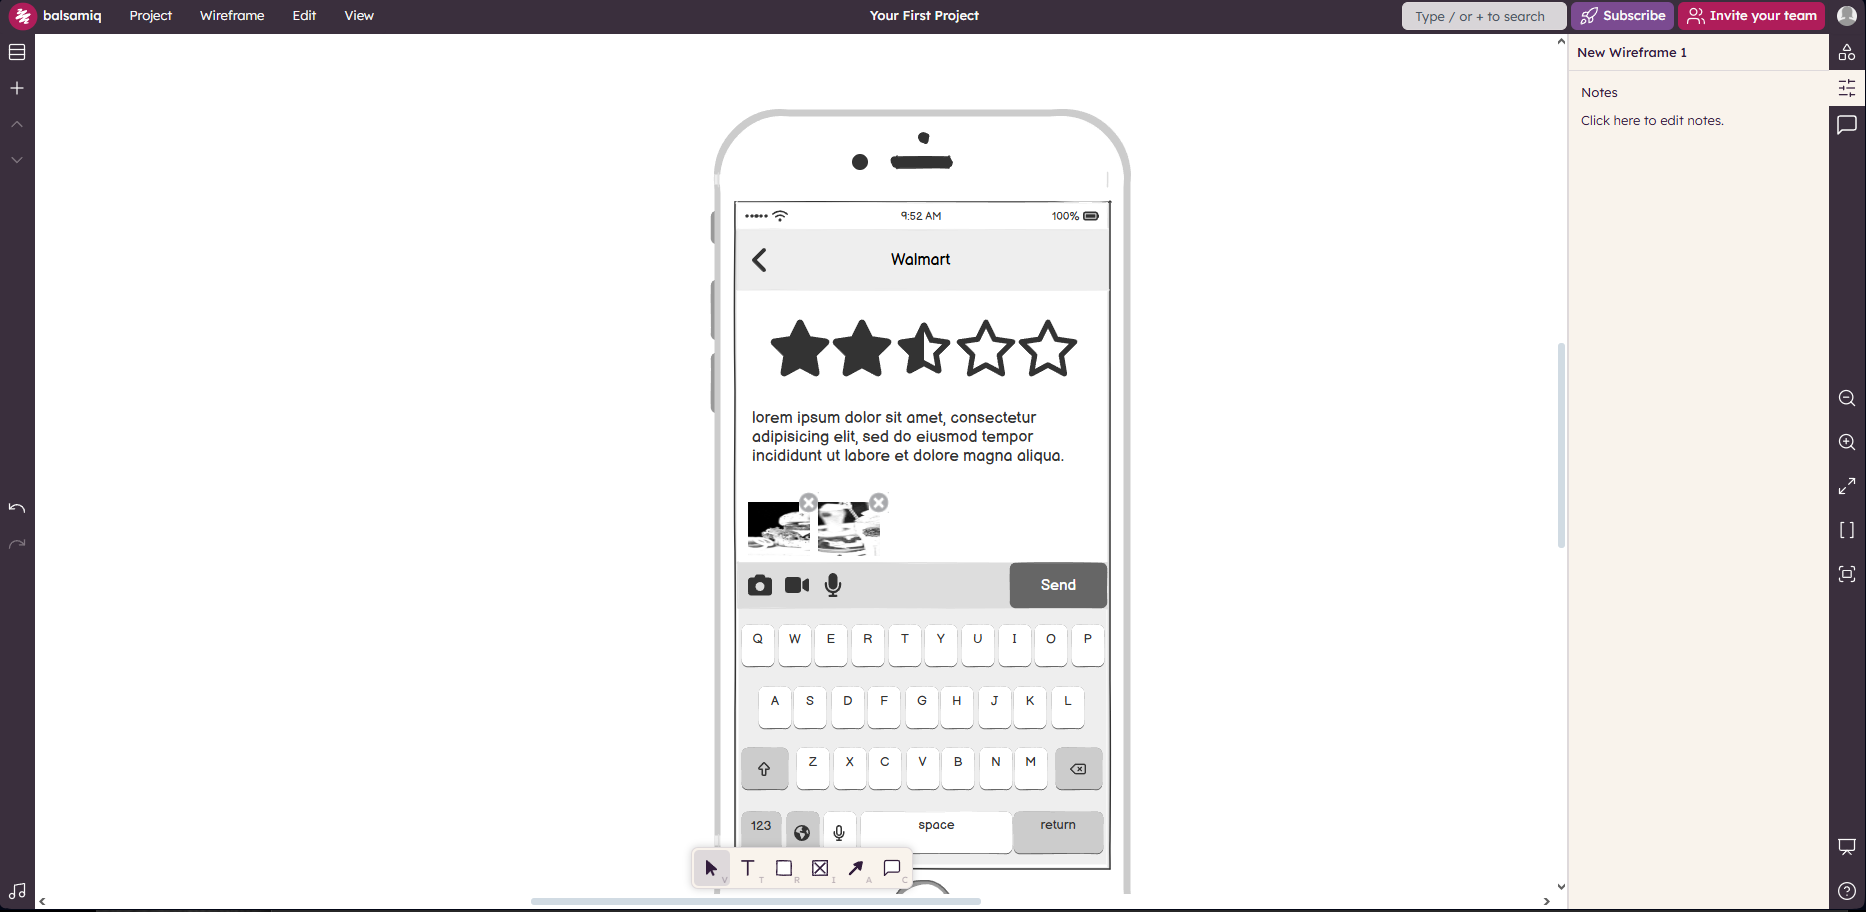 balsamiq Project Wireframe Edit View Your First Project Type / or + to search Subscribe Invite your team
New Wireframe 1
Notes
Click here to edit notes.
9:52 AM 100%
Walmart
lorem ipsum dolor sit amet, consectetur
adipisicing elit, sed do eiusmod tempor
incididunt ut labore et dolore magna aliqua.
Send
Q W E R T Y U I O P
A S D F G H J K L
Z X C V B N M
123 space return
T
V T R I A C